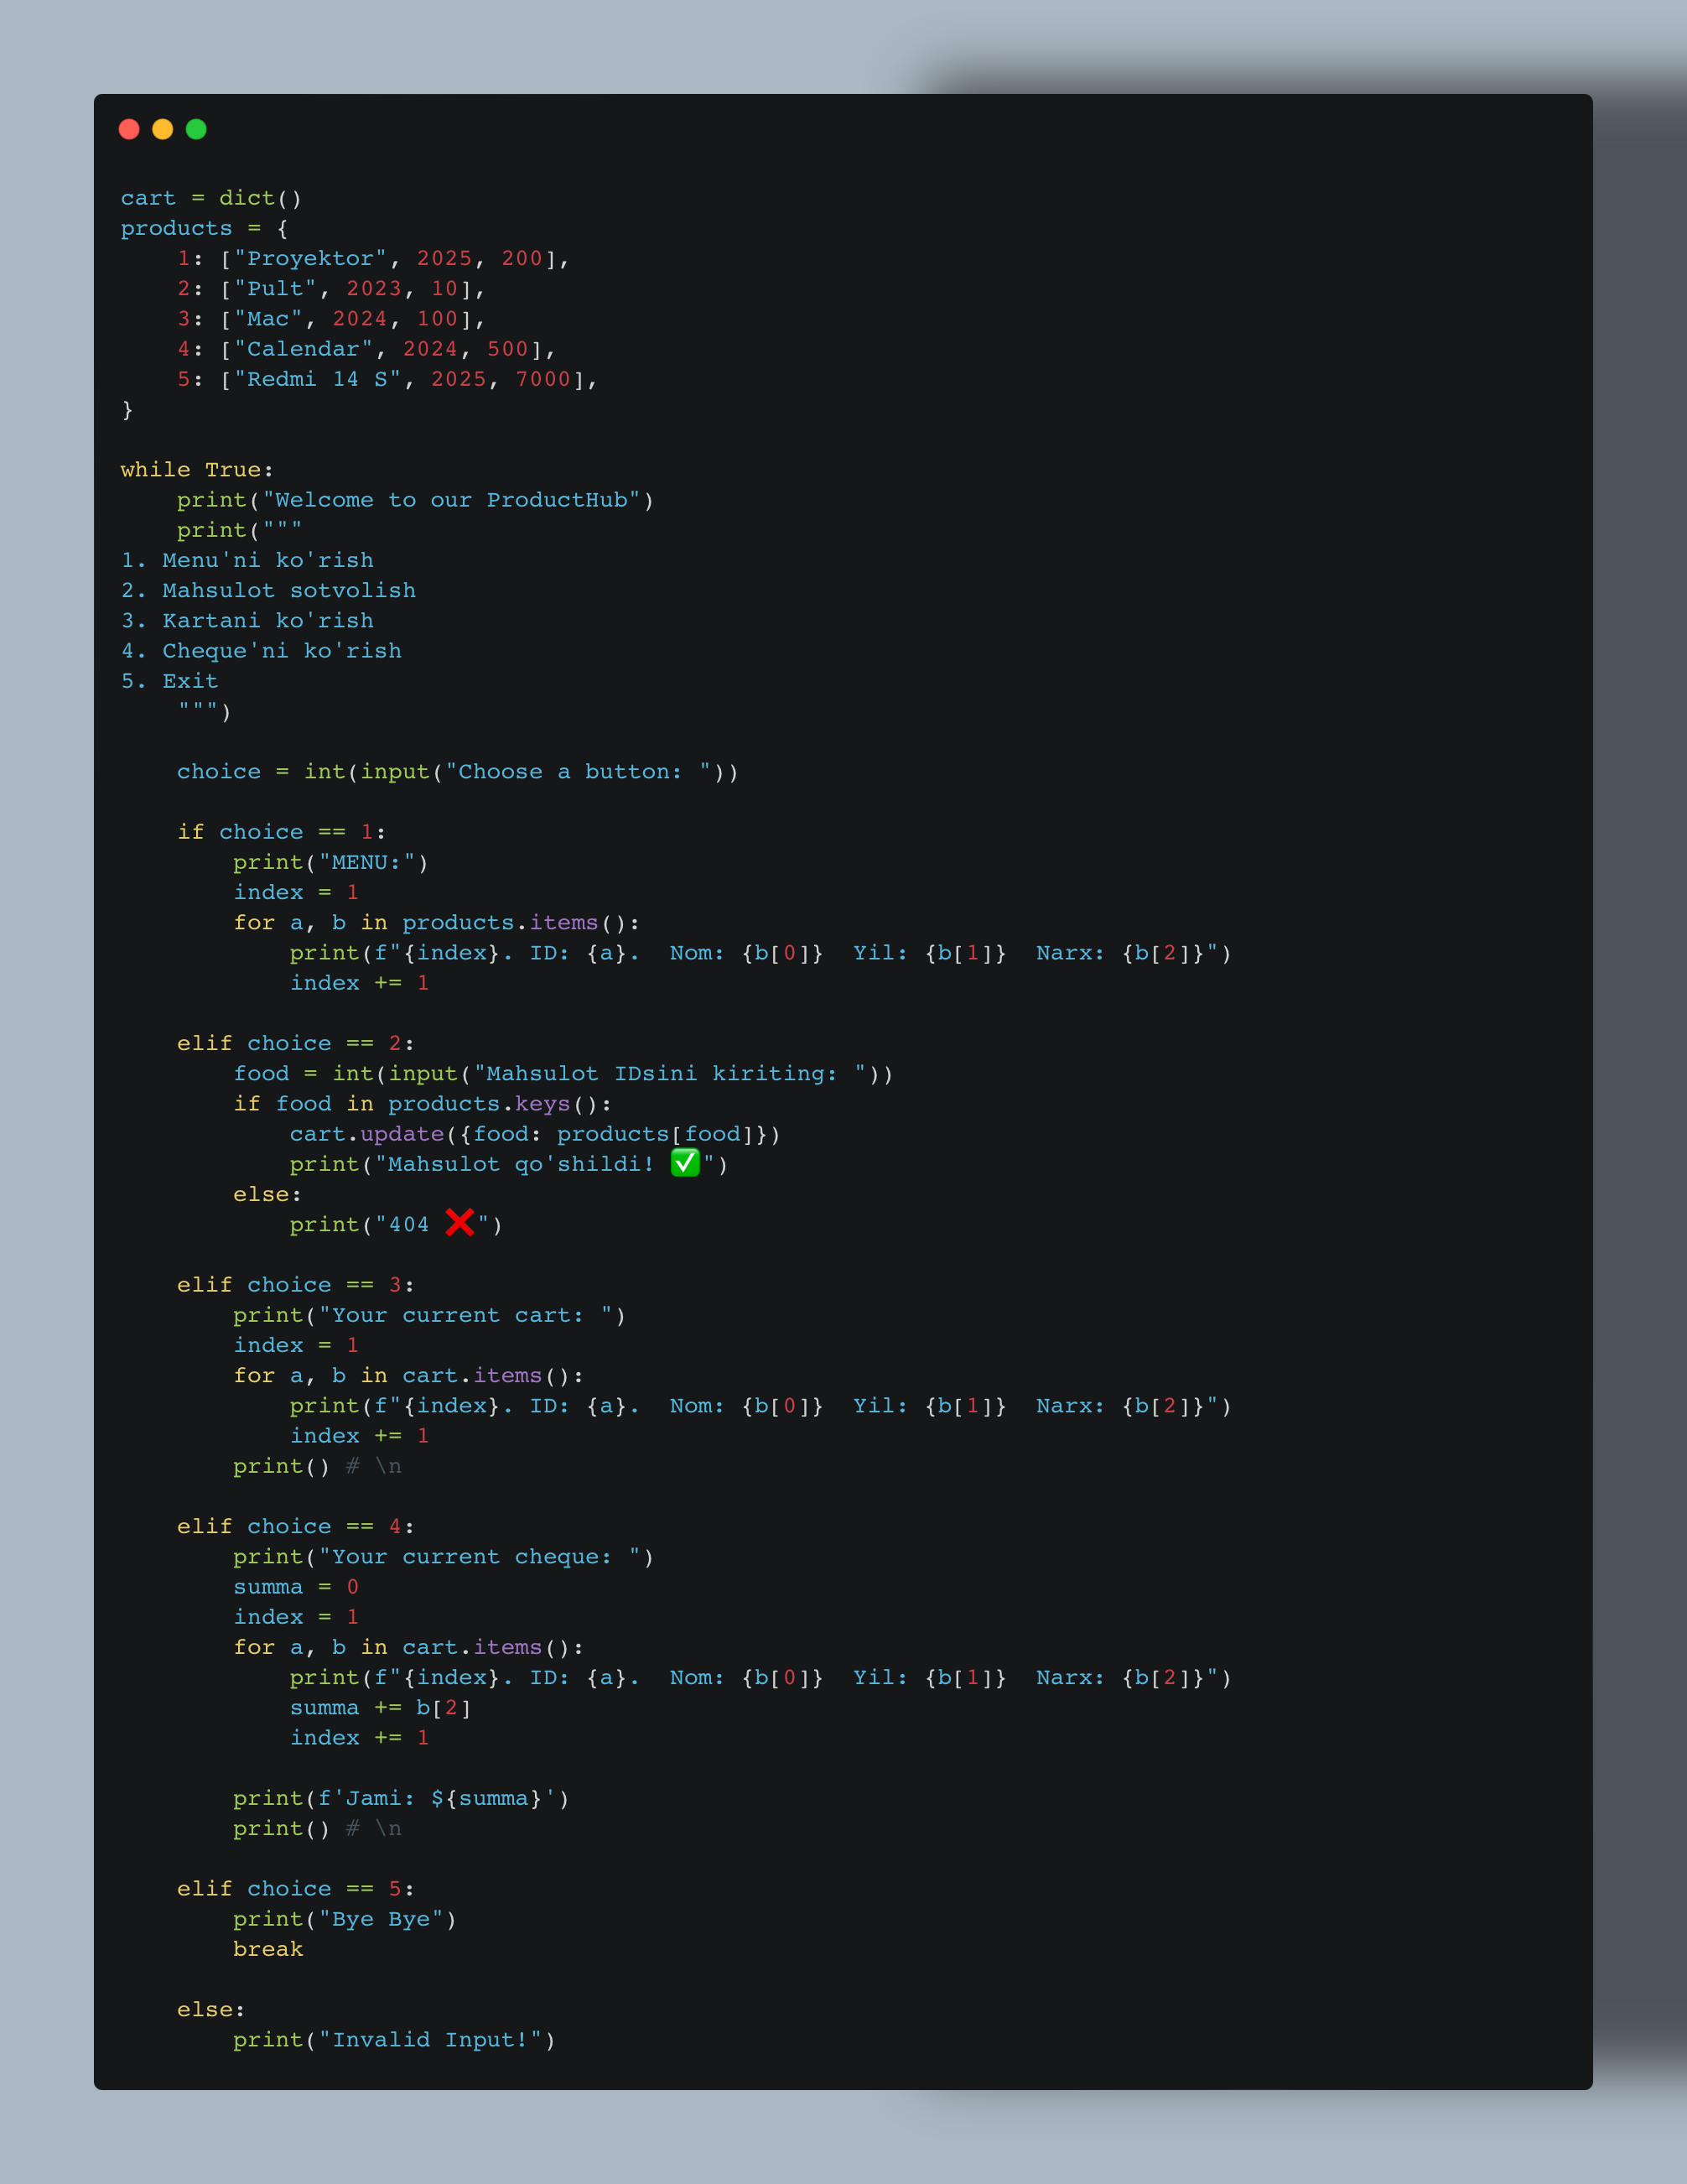 cart = dict()
products = {
    1: ["Proyektor", 2025, 200],
    2: ["Pult", 2023, 10],
    3: ["Mac", 2024, 100],
    4: ["Calendar", 2024, 500],
    5: ["Redmi 14 S", 2025, 7000],
}

while True:
    print("Welcome to our ProductHub")
    print("""
1. Menu'ni ko'rish
2. Mahsulot sotvolish
3. Kartani ko'rish
4. Cheque'ni ko'rish
5. Exit
    """)

    choice = int(input("Choose a button: "))

    if choice == 1:
        print("MENU:")
        index = 1
        for a, b in products.items():
            print(f"{index}. ID: {a}.  Nom: {b[0]}  Yil: {b[1]}  Narx: {b[2]}")
            index += 1

    elif choice == 2:
        food = int(input("Mahsulot IDsini kiriting: "))
        if food in products.keys():
            cart.update({food: products[food]})
            print("Mahsulot qo'shildi! ✅")
        else:
            print("404 ❌")

    elif choice == 3:
        print("Your current cart: ")
        index = 1
        for a, b in cart.items():
            print(f"{index}. ID: {a}.  Nom: {b[0]}  Yil: {b[1]}  Narx: {b[2]}")
            index += 1
        print() # \n

    elif choice == 4:
        print("Your current cheque: ")
        summa = 0
        index = 1
        for a, b in cart.items():
            print(f"{index}. ID: {a}.  Nom: {b[0]}  Yil: {b[1]}  Narx: {b[2]}")
            summa += b[2]
            index += 1

        print(f'Jami: ${summa}')
        print() # \n

    elif choice == 5:
        print("Bye Bye")
        break

    else:
        print("Invalid Input!")